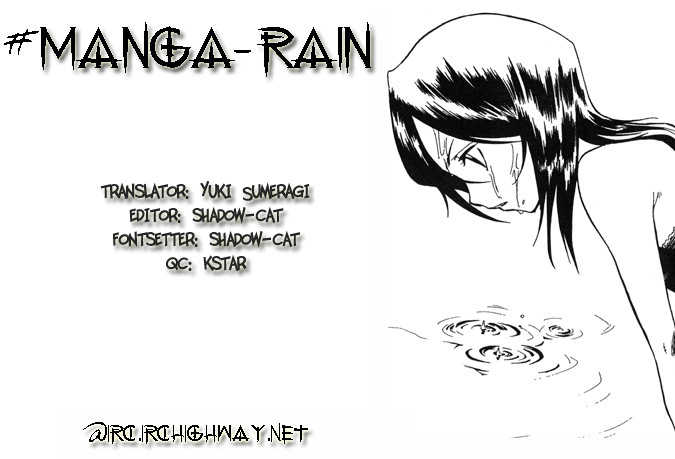 #MANGA-RAIN
TRANSLATOR: YUKI SUMERAGI
EDITOR: SHADOW-CAT
FONTSETTER: SHADOW-CAT
QC: KSTAR
@IRC.IRCHIGHWAY.NET